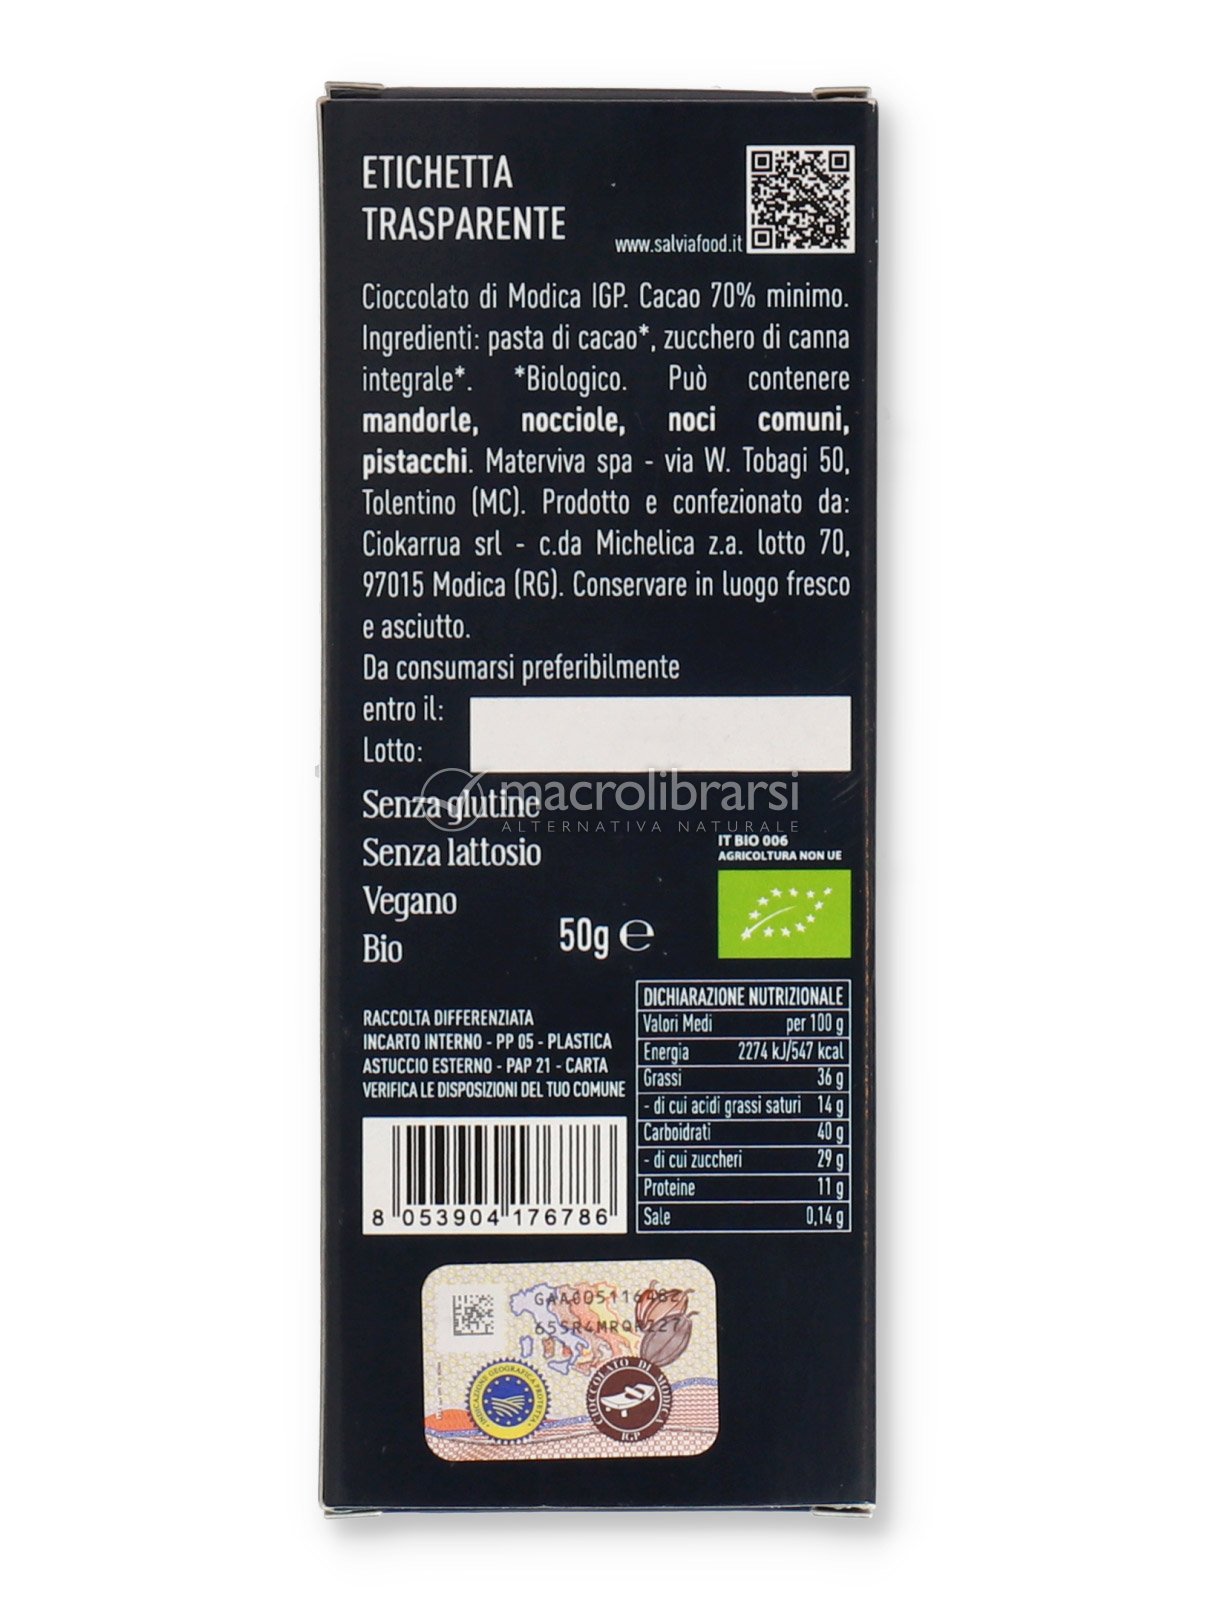 ETICHETTA
TRASPARENTE
www.salviafood.it
Cioccolato di Modica IGP. Cacao 70% minimo.
Ingredienti: pasta di cacao*, zucchero di canna
integrale*. *Biologico. Può contenere
mandorle, nocciole, noci comuni,
pistacchi. Materviva spa - via W. Tobagi 50,
Tolentino (MC). Prodotto e confezionato da:
Ciokarrua srl - c.da Michelica z.a. lotto 70,
97015 Modica (RG). Conservare in luogo fresco
e asciutto.
Da consumarsi preferibilmente
entro il:
Lotto:
macrolibrarsi
ALTERNATIVA NATURALE
Senza glutine
Senza lattosio
Vegano
Bio
50g ℮
IT BIO 006
AGRICOLTURA NON UE
RACCOLTA DIFFERENZIATA
INCARTO INTERNO - PP 05 - PLASTICA
ASTUCCIO ESTERNO - PAP 21 - CARTA
VERIFICA LE DISPOSIZIONI DEL TUO COMUNE
DICHIARAZIONE NUTRIZIONALE
Valori Medi per 100 g
Energia 2274 kJ/547 kcal
Grassi 36 g
- di cui acidi grassi saturi 14 g
Carboidrati 40 g
- di cui zuccheri 29 g
Proteine 11 g
Sale 0,14 g
8 053904 176786
INDICAZIONE GEOGRAFICA PROTETTA
CIOCCOLATO DI MODICA
I.G.P.